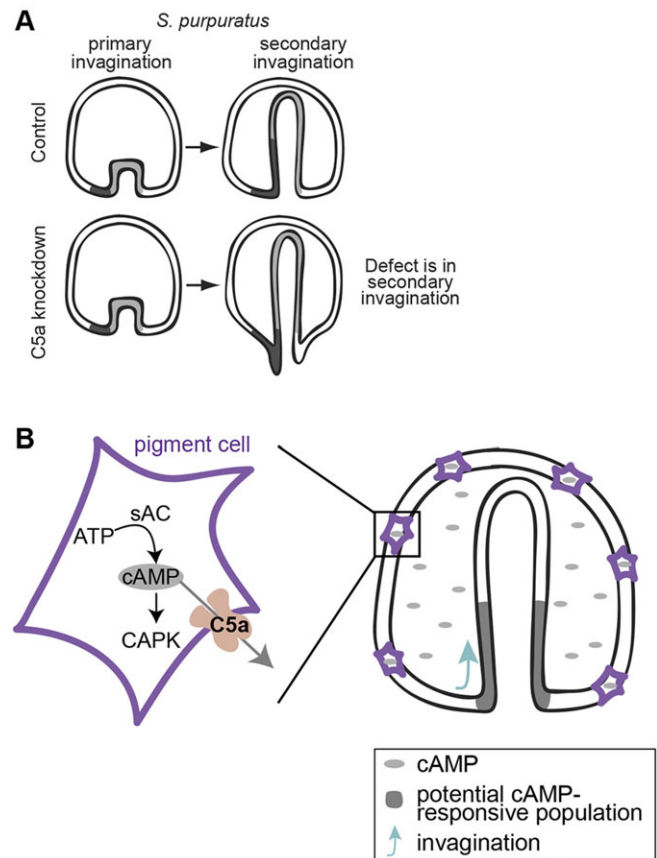 A
S. purpuratus
primary
invagination
secondary
invagination
Control
C5a knockdown
Defect is in
secondary
invagination
B
pigment cell
sAC
ATP
cAMP
C5a
CAPK
cAMP
potential cAMP-
responsive population
invagination